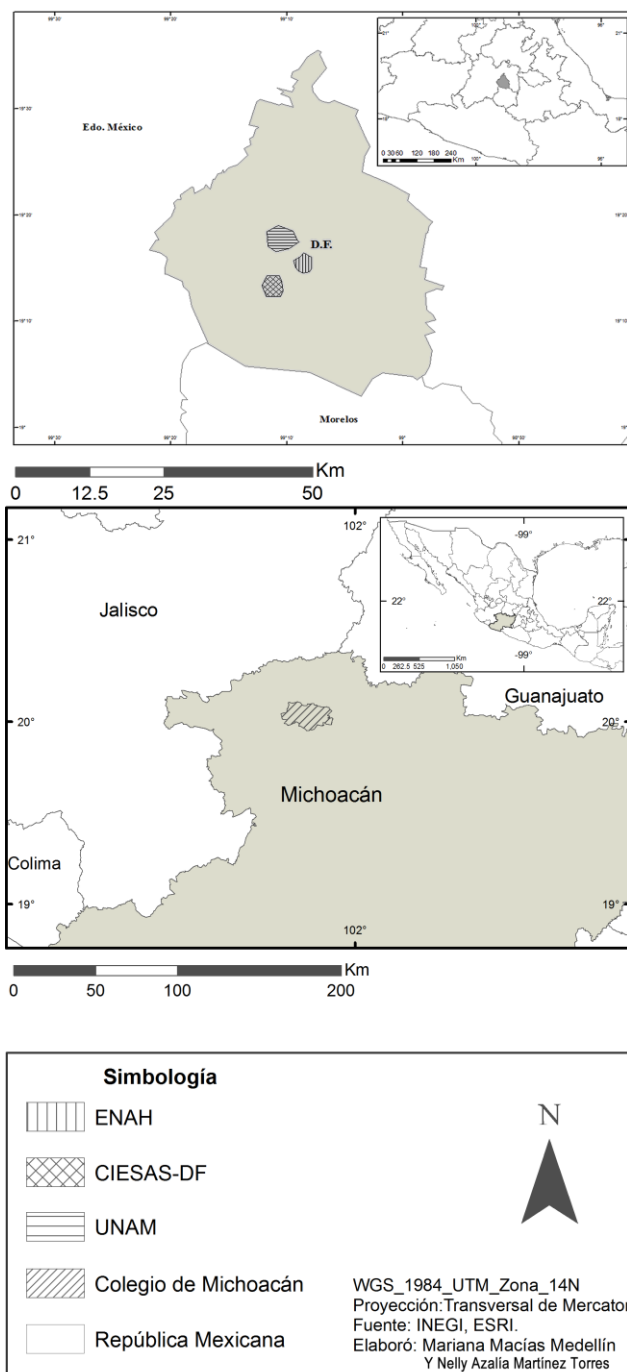 Edo. México
D.F.
Morelos
0 30 60 120 180 240
Km
Km
0 12.5 25 50
102°
21°
-99°
22°
22°
Jalisco
Km
0 262.5 525 1,050
-99°
Guanajuato
20°
20°
Michoacán
Colima
19°
19°
102°
Km
0 50 100 200
Simbología
ENAH
N
CIESAS-DF
UNAM
Colegio de Michoacán
República Mexicana
WGS_1984_UTM_Zona_14N
Proyección:Transversal de Mercator
Fuente: INEGI, ESRI.
Elaboró: Mariana Macías Medellín
Y Nelly Azalía Martínez Torres